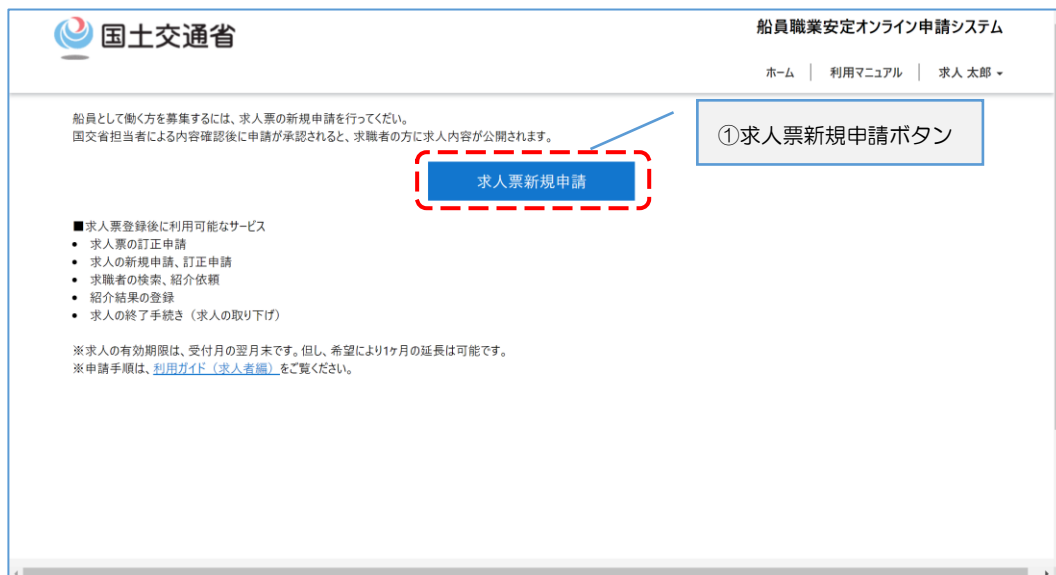 国土交通省
船員職業安定オンライン申請システム
ホーム | 利用マニュアル | 求人 太郎
船員として働く方を募集するには、求人票の新規申請を行ってくだい。
国交省担当者による内容確認後に申請が承認されると、求職者の方に求人内容が公開されます。
①求人票新規申請ボタン
求人票新規申請
■求人票登録後に利用可能なサービス
• 求人票の訂正申請
• 求人の新規申請、訂正申請
• 求職者の検索、紹介依頼
• 紹介結果の登録
• 求人の終了手続き（求人の取り下げ）
※求人の有効期限は、受付月の翌月末です。但し、希望により1ヶ月の延長は可能です。
※申請手順は、利用ガイド（求人者編）をご覧ください。